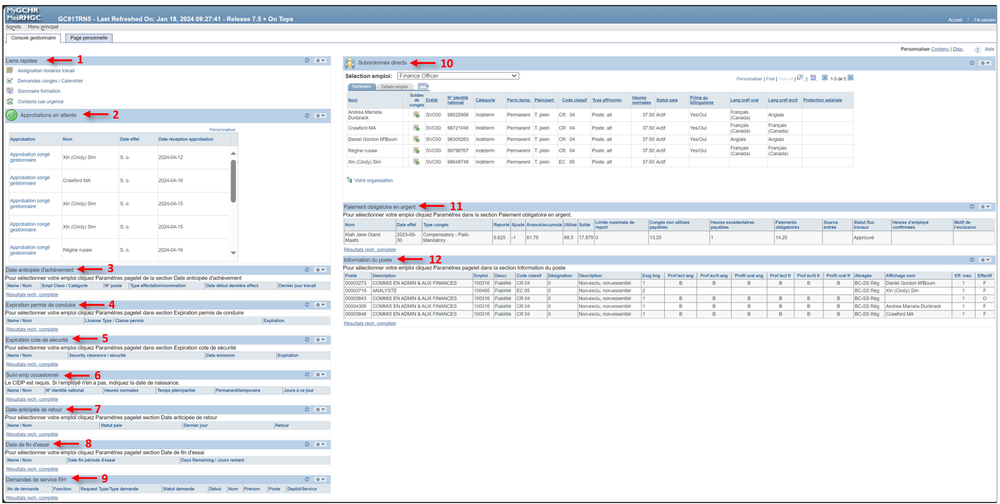 MyGCHR
MesRHGC
GC91TRN5 - Last Refreshed On: Jan 18, 2024 09:27:41 - Release 7.5 + On Tops
Accueil | Fin session
Signets Menu principal
Console gestionnaire Page personnelle
Personnaliser Contenu | Disp. Aide
Liens rapides 1
Assignation horaires travail
Demandes congés / Calendrier
Sommaire formation
Contacts cas urgence
Approbations en attente 2
Personnaliser
Approbation Nom Date effet Date réception approbation
Approbation congé gestionnaire Xin (Cindy) Sim S. o. 2024-04-12
Approbation congé gestionnaire Crawford MA S. o. 2024-04-16
Approbation congé gestionnaire Xin (Cindy) Sim S. o. 2024-04-15
Approbation congé gestionnaire Xin (Cindy) Sim S. o. 2024-04-15
Approbation congé gestionnaire Règine rusaw S. o. 2024-04-16
Date anticipée d'achèvement 3
Pour sélectionner votre emploi cliquez Paramètres pagelet de la section Date anticipée d'achèvement
Name / Nom Empl Class / Catégorie N° poste Type affectation/nomination Date début dernière affect. Dernier jour travail
Résultats rech. complète
Expiration permis de conduire 4
Pour sélectionner votre emploi cliquez Paramètres pagelet dans section Expiration permis de conduire
Name / Nom License Type / Classe permis Expiration
Résultats rech. complète
Expiration cote de sécurité 5
Pour sélectionner votre emploi cliquez Paramètres pagelet dans section Expiration cote de sécurité
Name / Nom Security clearance / sécurité Date émission Expiration
Résultats rech. complète
Suivi emp occasionnel 6
Le CIDP est requis. Si l'employé n'en a pas, indiquez la date de naissance.
Name / Nom N° identité national Heures normales Temps plein/partiel Permanent/temporaire Jours à ce jour
Résultats rech. complète
Date anticipée de retour 7
Pour sélectionner votre emploi cliquez Paramètres pagelet section Date anticipée de retour
Name / Nom Statut paie Dernier jour Retour
Résultats rech. complète
Date de fin d'essai 8
Pour sélectionner votre emploi cliquez Paramètres pagelet section Date de fin d'essai
Name / Nom Date fin période d'essai Days Remaining / Jours restant
Résultats rech. complète
Demandes de service RH 9
No de demande Fonction Request Type/Type demande Statut demande Début Nom Prénom Poste Deptid/Service
Résultats rech. complète
Subordonnés directs 10
Sélection emploi: Finance Officer
Personnaliser | Find | View All | 1-5 de 5
Sommaire Détails emploi
Nom Soldes de congés Entité N° identité national Catégorie Perm./temp. Plein/part. Code classif Type aff/nomin Heures normales Statut paie Prime au bilinguisme Lang préf oral Lang préf écrit Protection salariale
Andrea Marcela Dunbrack SVC00 98525956 Indéterm Permanent T. plein CR 04 Poste. att 37.50 Actif Yes/Oui Français (Canada) Anglais
Crawford MA SVC00 98721046 Indéterm Permanent T. plein CR 04 Poste. att 37.50 Actif Yes/Oui Français (Canada) Français (Canada)
Daniel Gordon M'Boum SVC00 98305263 Indéterm Permanent T. plein CR 04 Poste. att 37.50 Actif Yes/Oui Anglais Anglais
Règine rusaw SVC00 99796767 Indéterm Permanent T. plein CR 04 Poste. att 37.50 Actif Yes/Oui Français (Canada) Français (Canada)
Xin (Cindy) Sim SVC00 98648748 Indéterm Permanent T. plein EC 05 Poste. att 37.50 Actif
Votre organisation
Paiement obligatoire en argent 11
Pour sélectionner votre emploi cliquez Paramètres dans la section Paiement obligatoire en argent.
Nom Date effet Type congés Reporté Ajusté Avancé/accumulé Utilisé Solde Limite maximale de report Congés non utilisés payables Heures excédentaires payables Paiements obligatoires Source entrée Statut flux travaux Heures d'employé confirmées Motif de l'exclusion
Kiah Jane Oland Maafo 2023-09-30 Compensatory - Paid-Mandatory 8.625 -1 81.75 68.5 17.875 0 13.25 1 14.25 Approuvé
Résultats rech. complète
Information du poste 12
Pour sélectionner votre emploi cliquez Paramètres pagelet dans la section Information du poste
Poste Description Emploi Descr. Code classif Désignation Description Exig ling Prof lect ang Prof écrit ang Profil oral ang Prof lect fr Prof écrit fr Profil oral fr Abrégée Affichage nom Eff. max. Effectif
00003273 COMMIS EN ADMIN & AUX FINANCES 100316 Fiabilité CR 04 0 Non-exclu, non-essentiel 1 B B B B B B BC-SS Rég Daniel Gordon M'Boum 1 F
00003719 ANALYSTE 100465 Fiabilité EC 05 0 Non-exclu, non-essentiel 2 BC-SS Rég Xin (Cindy) Sim 1 F
00003843 COMMIS EN ADMIN & AUX FINANCES 100316 Fiabilité CR 04 0 Non-exclu, non-essentiel 1 B B B B B B BC-SS Rég 1 O
00004309 COMMIS EN ADMIN & AUX FINANCES 100316 Fiabilité CR 04 0 Non-exclu, non-essentiel 1 B B B B B B BC-SS Rég Andrea Marcela Dunbrack 1 F
00003846 COMMIS EN ADMIN & AUX FINANCES 100316 Fiabilité CR 04 0 Non-exclu, non-essentiel 1 B B B B B B BC-SS Rég Crawford MA 1 F
Résultats rech. complète